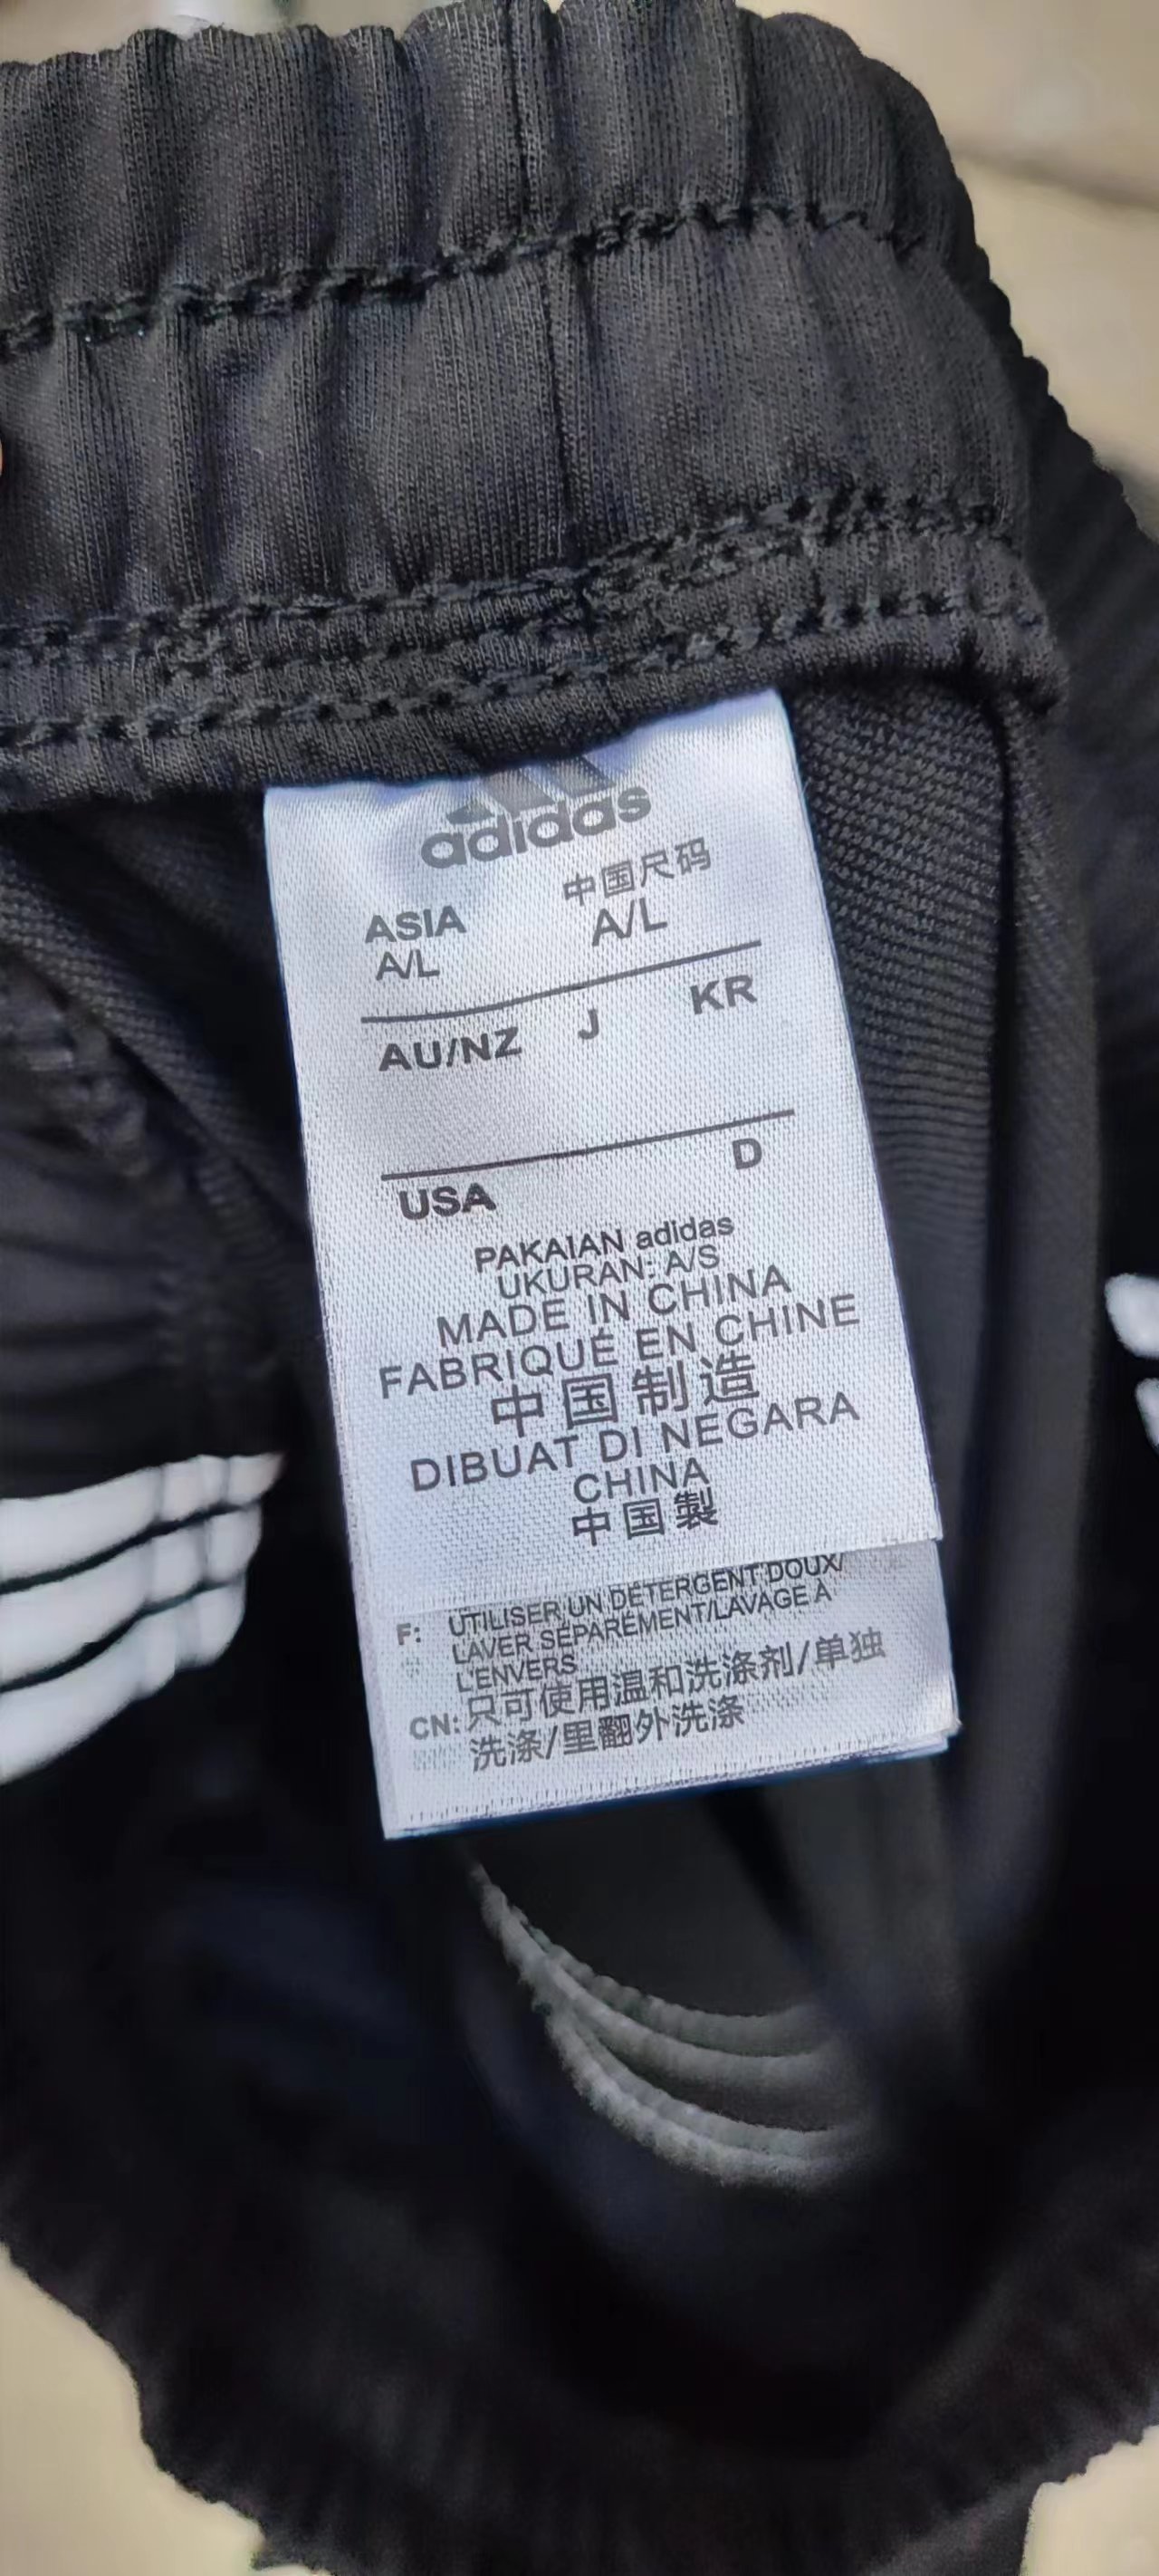 adidas
ASIA 中国尺码
A/L A/L
AU/NZ J KR
USA D
PAKAIAN adidas
UKURAN: A/S
MADE IN CHINA
FABRIQUÉ EN CHINE
中国制造
DIBUAT DI NEGARA
CHINA
中国製
F: UTILISER UN DÉTERGENT DOUX/
LAVER SÉPARÉMENT/LAVAGE À
L'ENVERS
CN: 只可使用温和洗涤剂/单独
洗涤/里翻外洗涤